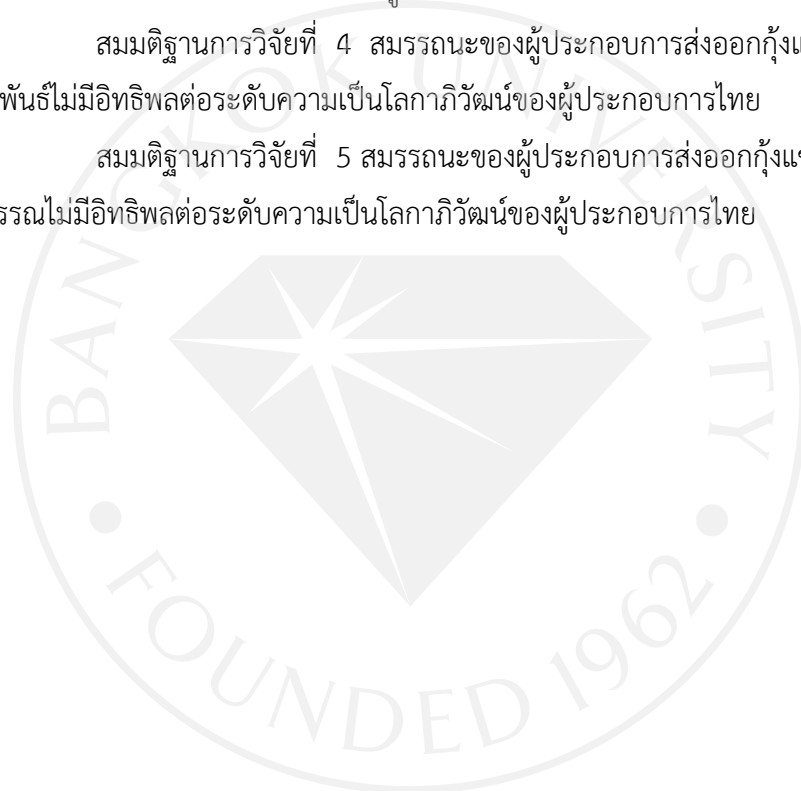 สมมติฐานการวิจัยที่ 4 สมรรถนะของผู้ประกอบการส่งออกกุ้งแ
พันธ์ไม่มีอิทธิพลต่อระดับความเป็นโลกาภิวัฒน์ของผู้ประกอบการไทย
สมมติฐานการวิจัยที่ 5 สมรรถนะของผู้ประกอบการส่งออกกุ้งแช
รรณไม่มีอิทธิพลต่อระดับความเป็นโลกาภิวัฒน์ของผู้ประกอบการไทย
BANGKOK UNIVERSITY
• FOUNDED 1962 •